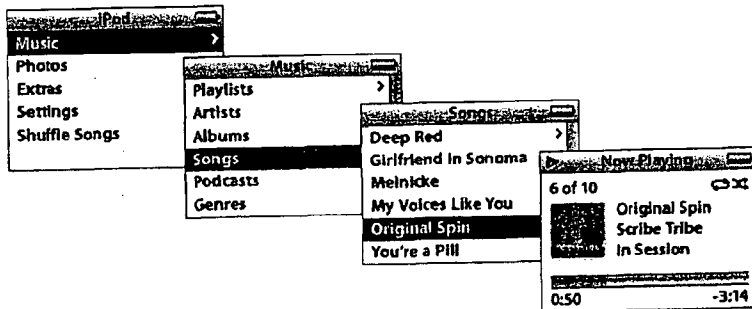 iPod
Music
Photos
Extras
Settings
Shuffle Songs
Music
Playlists
Artists
Albums
Songs
Podcasts
Genres
Songs
Deep Red
Girlfriend In Sonoma
Meinicke
My Voices Like You
Original Spin
You're a Pill
Now Playing
6 of 10
Original Spin
Scribe Tribe
In Session
0:50 -3:14